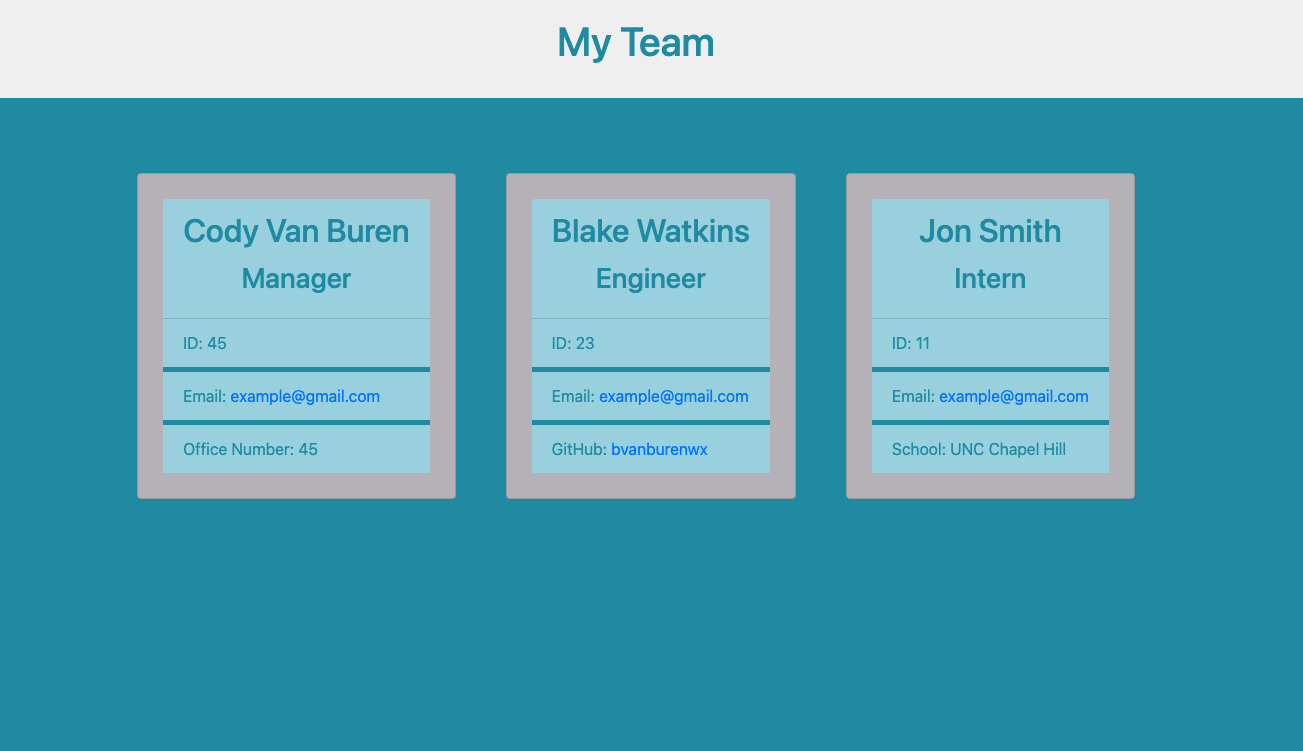 My Team
Cody Van Buren
Manager
ID: 45
Email: example@gmail.com
Office Number: 45
Blake Watkins
Engineer
ID: 23
Email: example@gmail.com
GitHub: bvanburenwx
Jon Smith
Intern
ID: 11
Email: example@gmail.com
School: UNC Chapel Hill